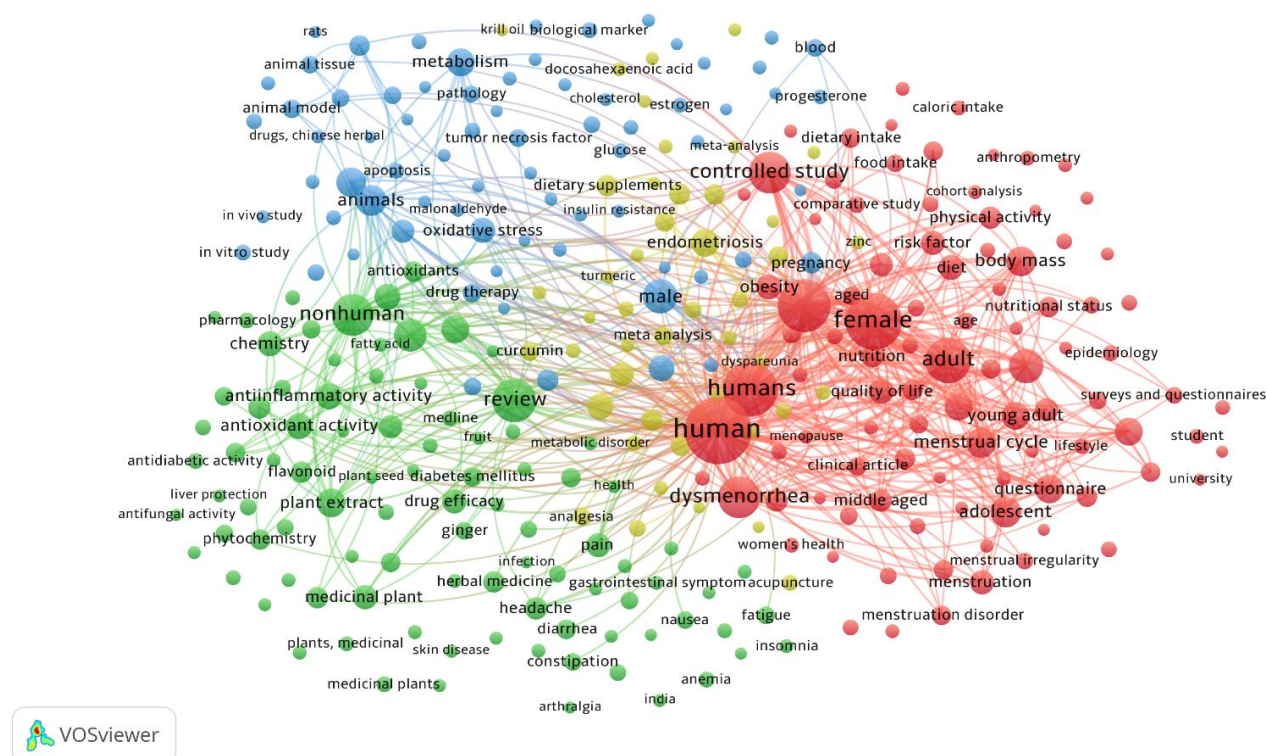 krill oil
biological marker
rats
blood
animal tissue
metabolism
docosahexaenoic acid
pathology
cholesterol
estrogen
progesterone
animal model
caloric intake
drugs, chinese herbal
tumor necrosis factor
glucose
meta-analysis
dietary intake
food intake
anthropometry
apoptosis
controlled study
dietary supplements
cohort analysis
animals
malonaldehyde
insulin resistance
comparative study
in vivo study
oxidative stress
physical activity
endometriosis
zinc
risk factor
in vitro study
antioxidants
turmeric
pregnancy
diet
body mass
drug therapy
male
obesity
aged
nutritional status
nonhuman
pharmacology
female
age
chemistry
fatty acid
curcumin
meta analysis
dyspareunia
nutrition
adult
epidemiology
antiinflammatory activity
review
humans
quality of life
surveys and questionnaires
antioxidant activity
medline
young adult
fruit
metabolic disorder
human
menopause
menstrual cycle
lifestyle
student
antidiabetic activity
flavonoid
plant seed
diabetes mellitus
health
clinical article
university
liver protection
plant extract
drug efficacy
dysmenorrhea
middle aged
questionnaire
antifungal activity
analgesia
adolescent
phytochemistry
ginger
pain
women's health
infection
menstrual irregularity
herbal medicine
gastrointestinal symptom
acupuncture
menstruation
medicinal plant
headache
nausea
fatigue
menstruation disorder
diarrhea
plants, medicinal
skin disease
constipation
insomnia
medicinal plants
anemia
arthralgia
india
VOSviewer